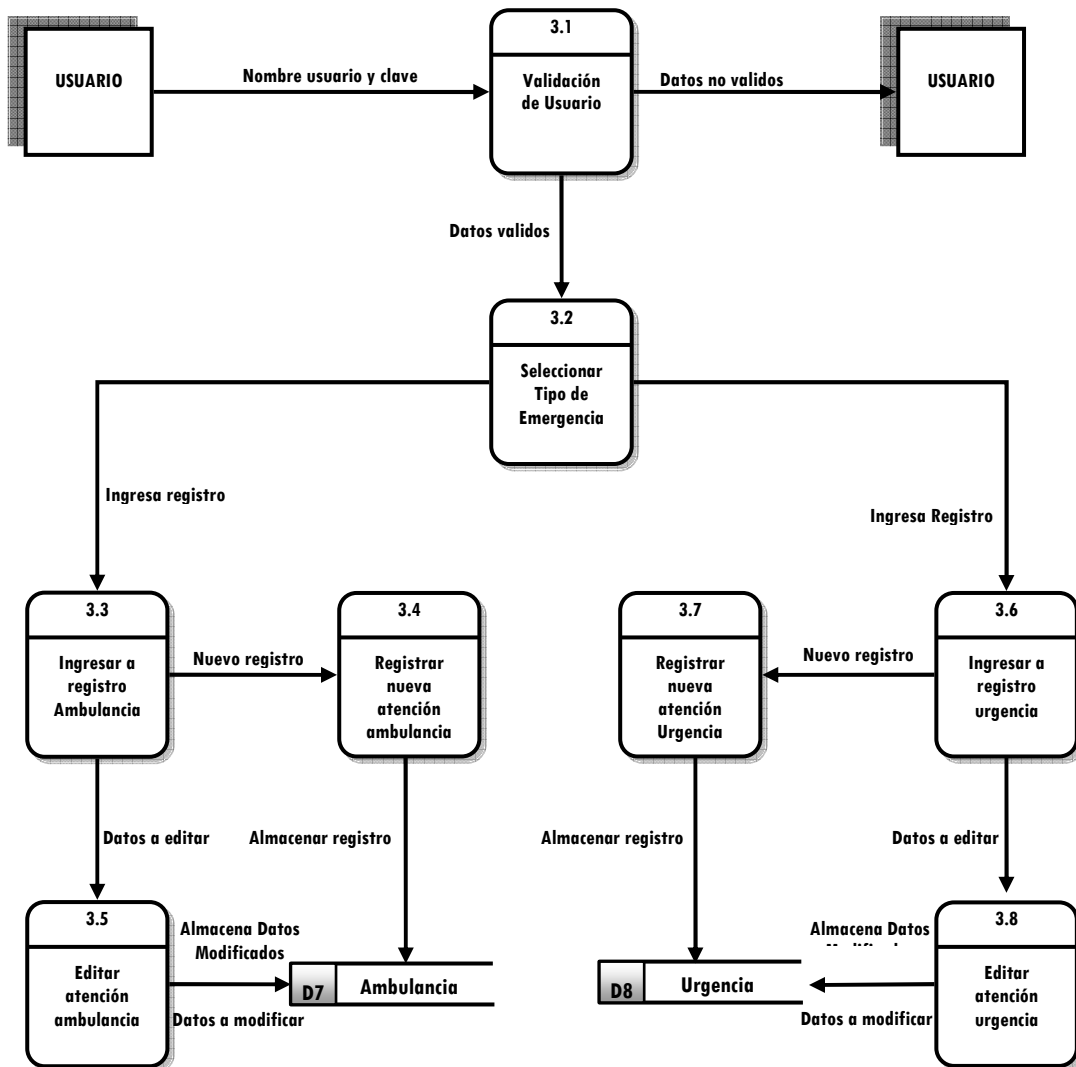 3.1
USUARIO
Nombre usuario y clave
Validación
de Usuario
Datos no validos
USUARIO
Datos validos
3.2
Seleccionar
Tipo de
Emergencia
Ingresa registro
Ingresa Registro
3.3
Ingresar a
registro
Ambulancia
Nuevo registro
3.4
Registrar
nueva
atención
ambulancia
3.7
Registrar
nueva
atención
Urgencia
Nuevo registro
3.6
Ingresar a
registro
urgencia
Datos a editar
Almacenar registro
Almacenar registro
Datos a editar
3.5
Editar
atención
ambulancia
Almacena Datos
Modificados
Datos a modificar
D7
Ambulancia
D8
Urgencia
Almacena Datos
Datos a modificar
3.8
Editar
atención
urgencia